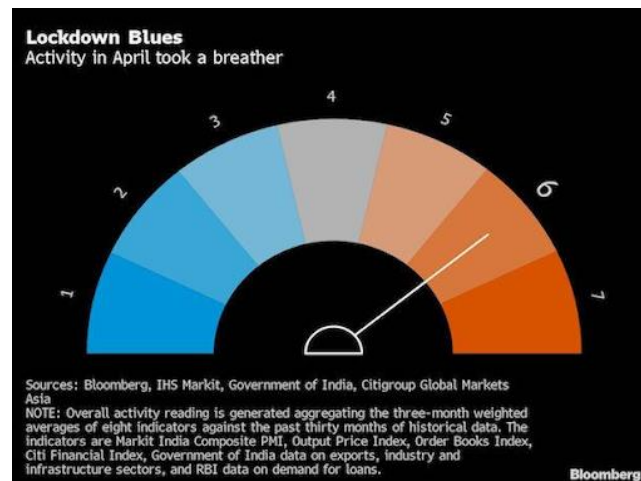 Lockdown Blues
Activity in April took a breather
1
2
3
4
5
6
7
Sources: Bloomberg, IHS Markit, Government of India, Citigroup Global Markets
Asia
NOTE: Overall activity reading is generated aggregating the three-month weighted
averages of eight indicators against the past thirty months of historical data. The
indicators are Markit India Composite PMI, Output Price Index, Order Books Index,
Citi Financial Index, Government of India data on exports, industry and
infrastructure sectors, and RBI data on demand for loans.
Bloomberg